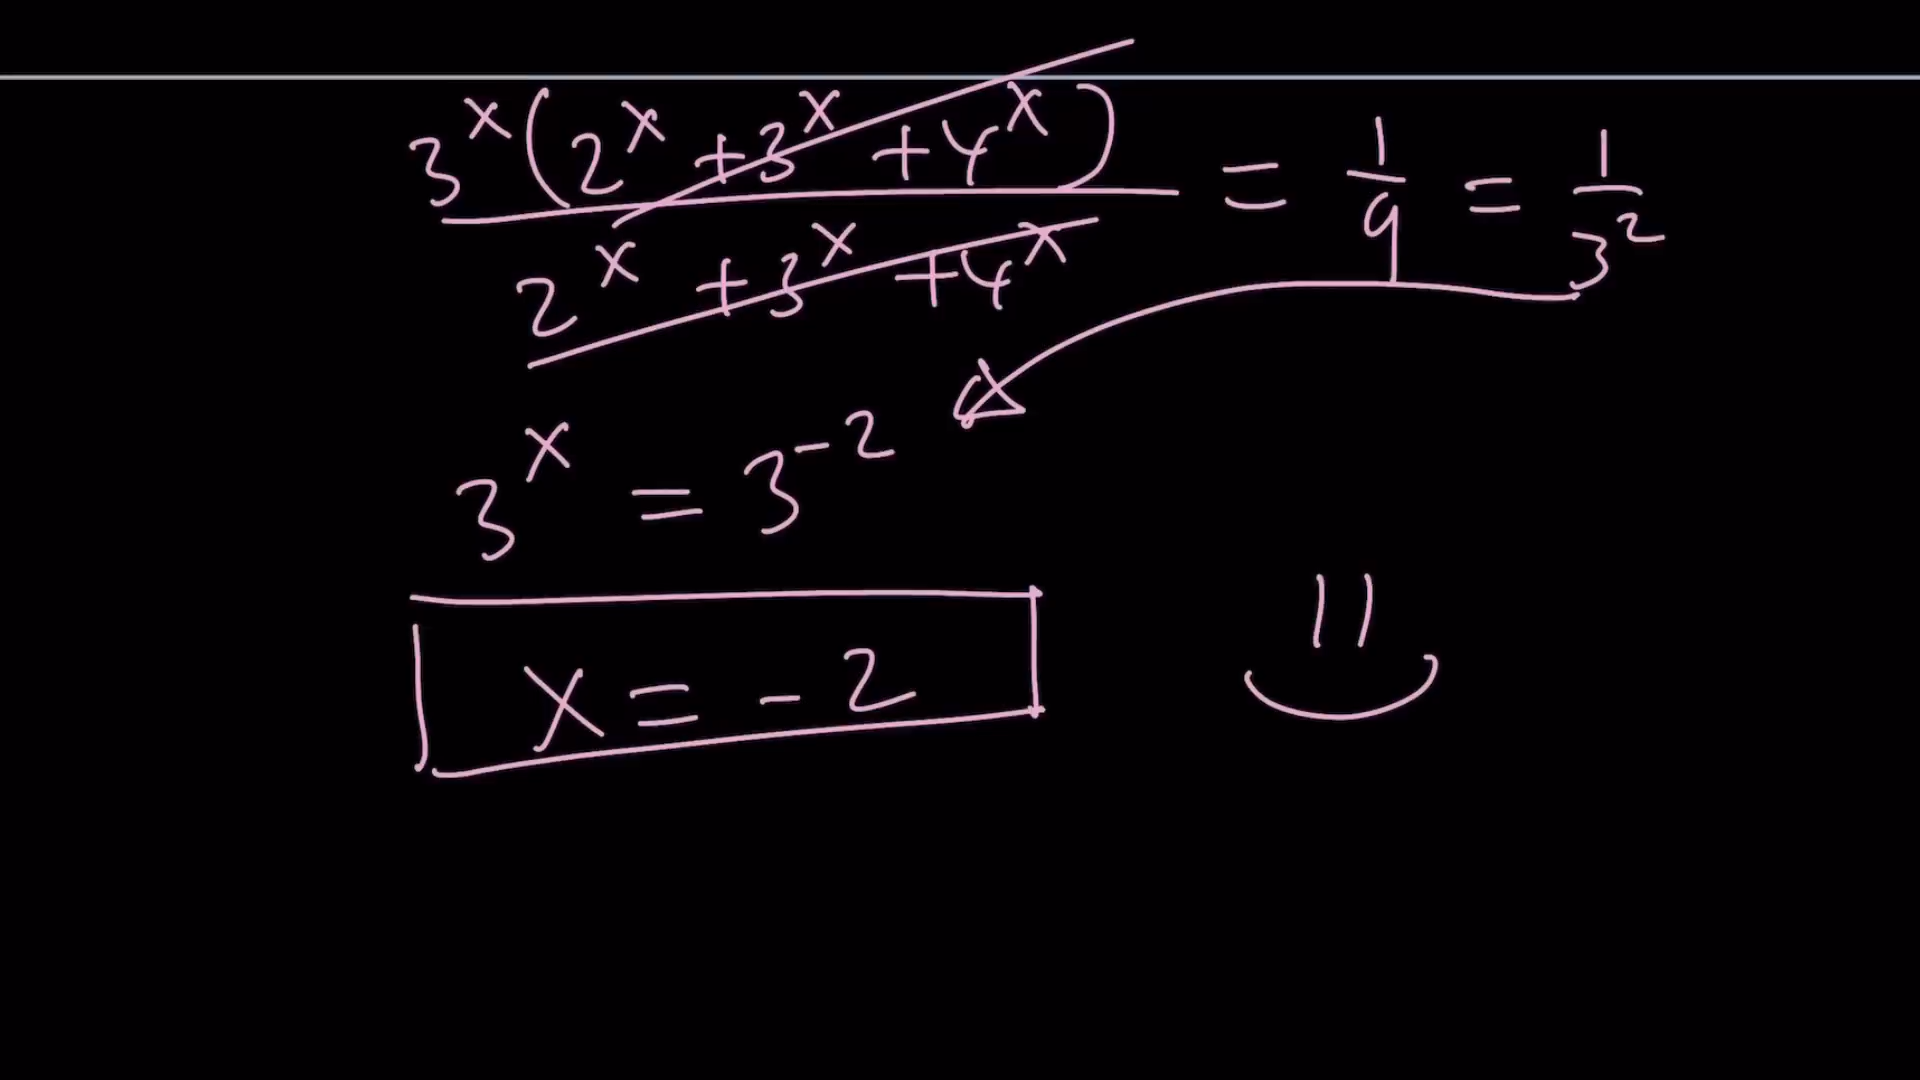 3^x(2^x + 3^x + 4^x)
/ 2^x + 3^x + 4^x = 1/9 = 1/3^2
3^x = 3^-2
x = -2